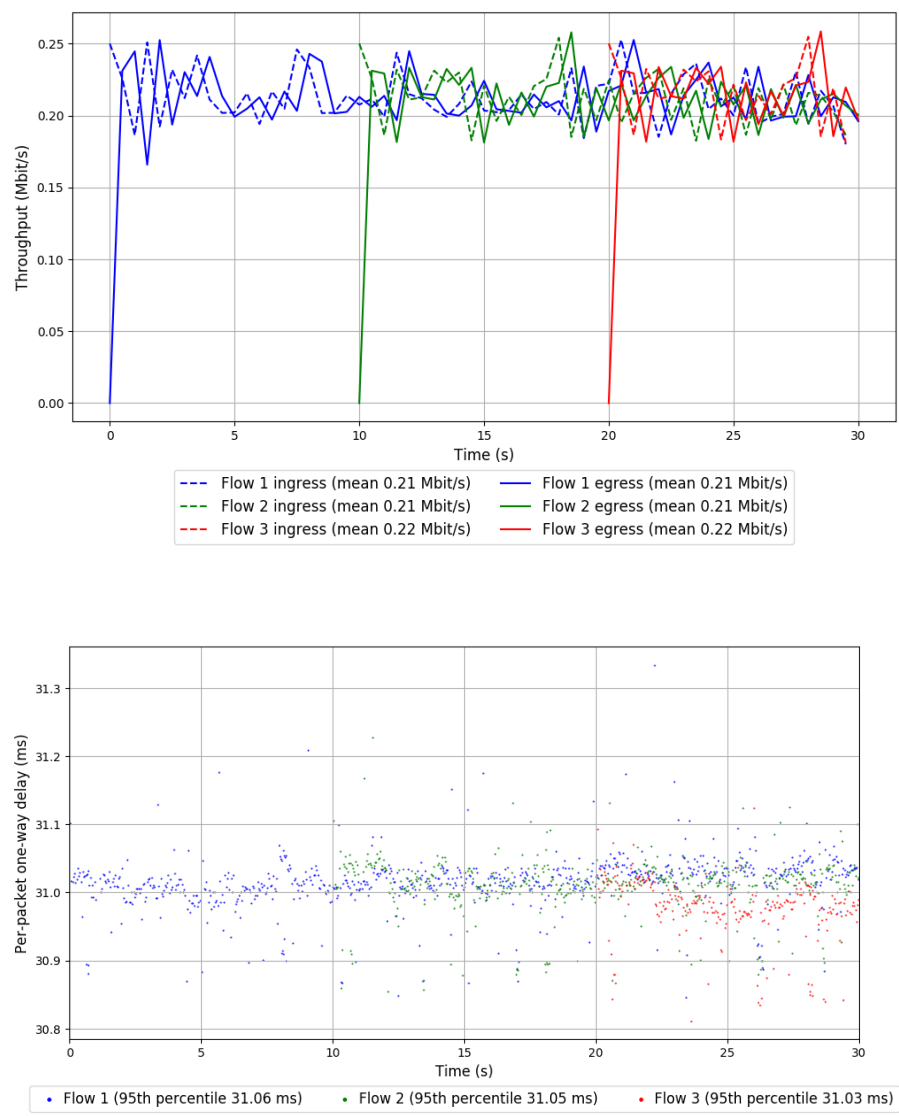 0.25
0.20
0.15
0.10
0.05
0.00
Throughput (Mbit/s)
0 5 10 15 20 25 30
Time (s)
Flow 1 ingress (mean 0.21 Mbit/s) Flow 1 egress (mean 0.21 Mbit/s)
Flow 2 ingress (mean 0.21 Mbit/s) Flow 2 egress (mean 0.21 Mbit/s)
Flow 3 ingress (mean 0.22 Mbit/s) Flow 3 egress (mean 0.22 Mbit/s)
31.3
31.2
31.1
31.0
30.9
30.8
Per-packet one-way delay (ms)
0 5 10 15 20 25 30
Time (s)
Flow 1 (95th percentile 31.06 ms) Flow 2 (95th percentile 31.05 ms) Flow 3 (95th percentile 31.03 ms)